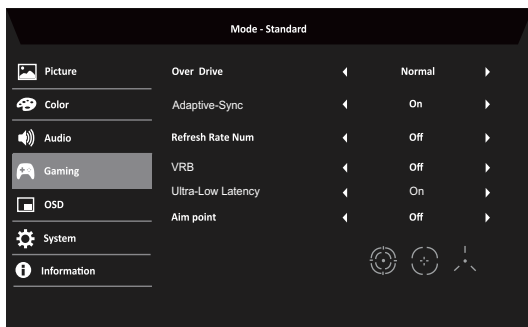 Mode - Standard
Picture
Over Drive Normal
Color
Adaptive-Sync On
Audio
Refresh Rate Num Off
Gaming
VRB Off
Ultra-Low Latency On
OSD
Aim point Off
System
Information